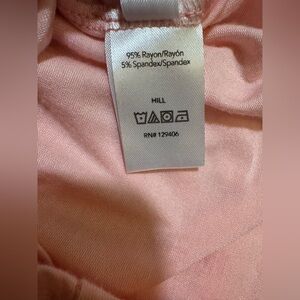 95% Rayon/Rayón
5% Spandex/Spandex
HILL
RN# 129406